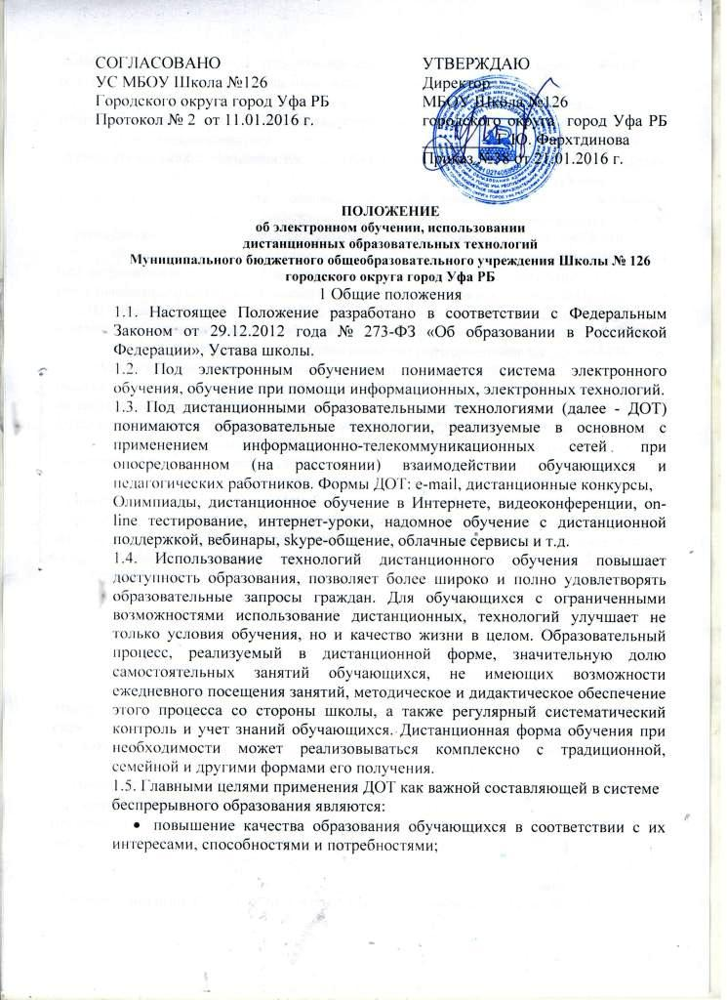 СОГЛАСОВАНО
УС МБОУ Школа №126
Городского округа город Уфа РБ
Протокол № 2 от 11.01.2016 г.
УТВЕРЖДАЮ
Директор
МБОУ Школа №126
городского округа город Уфа РБ
Ю. Фархтдинова
Приказ №38 от 21.01.2016 г.
ПОЛОЖЕНИЕ
об электронном обучении, использовании
дистанционных образовательных технологий
Муниципального бюджетного общеобразовательного учреждения Школы № 126
городского округа город Уфа РБ
1 Общие положения
1.1. Настоящее Положение разработано в соответствии с Федеральным
Законом от 29.12.2012 года № 273-ФЗ «Об образовании в Российской
Федерации», Устава школы.
1.2. Под электронным обучением понимается система электронного
обучения, обучение при помощи информационных, электронных технологий.
1.3. Под дистанционными образовательными технологиями (далее - ДОТ)
понимаются образовательные технологии, реализуемые в основном с
применением информационно-телекоммуникационных сетей при
опосредованном (на расстоянии) взаимодействии обучающихся и
педагогических работников. Формы ДОТ: e-mail, дистанционные конкурсы,
Олимпиады, дистанционное обучение в Интернете, видеоконференции, on-
line тестирование, интернет-уроки, надомное обучение с дистанционной
поддержкой, вебинары, skype-общение, облачные сервисы и т.д.
1.4. Использование технологий дистанционного обучения повышает
доступность образования, позволяет более широко и полно удовлетворять
образовательные запросы граждан. Для обучающихся с ограниченными
возможностями использование дистанционных, технологий улучшает не
только условия обучения, но и качество жизни в целом. Образовательный
процесс, реализуемый в дистанционной форме, значительную долю
самостоятельных занятий обучающихся, не имеющих возможности
ежедневного посещения занятий, методическое и дидактическое обеспечение
этого процесса со стороны школы, а также регулярный систематический
контроль и учет знаний обучающихся. Дистанционная форма обучения при
необходимости может реализовываться комплексно с традиционной,
семейной и другими формами его получения.
1.5. Главными целями применения ДОТ как важной составляющей в системе
беспрерывного образования являются:
• повышение качества образования обучающихся в соответствии с их
интересами, способностями и потребностями;